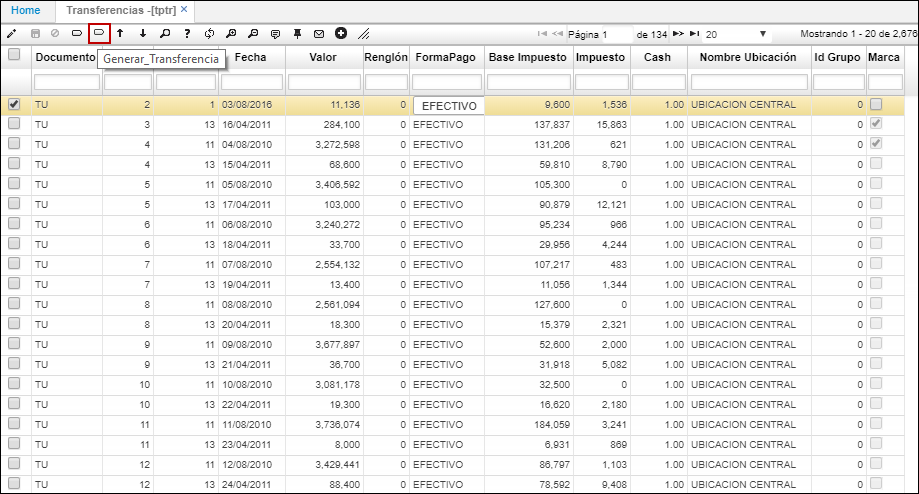 Home Transferencias -[tptr] ×
Página 1 de 134 20 Mostrando 1 - 20 de 2,676
Documento Fecha Valor Renglón FormaPago Base Impuesto Impuesto Cash Nombre Ubicación Id Grupo Marca
Generar_Transferencia
TU 2 1 03/08/2016 11,136 0 EFECTIVO 9,600 1,536 1.00 UBICACION CENTRAL 0
TU 3 13 16/04/2011 284,100 0 EFECTIVO 137,837 15,863 1.00 UBICACION CENTRAL 0
TU 4 11 04/08/2010 3,272,598 0 EFECTIVO 131,206 621 1.00 UBICACION CENTRAL 0
TU 4 13 15/04/2011 68,600 0 EFECTIVO 59,810 8,790 1.00 UBICACION CENTRAL 0
TU 5 11 05/08/2010 3,406,592 0 EFECTIVO 105,300 0 1.00 UBICACION CENTRAL 0
TU 5 13 17/04/2011 103,000 0 EFECTIVO 90,879 12,121 1.00 UBICACION CENTRAL 0
TU 6 11 06/08/2010 3,240,272 0 EFECTIVO 95,234 966 1.00 UBICACION CENTRAL 0
TU 6 13 18/04/2011 33,700 0 EFECTIVO 29,956 4,244 1.00 UBICACION CENTRAL 0
TU 7 11 07/08/2010 2,554,132 0 EFECTIVO 107,217 483 1.00 UBICACION CENTRAL 0
TU 7 13 19/04/2011 13,400 0 EFECTIVO 11,056 1,344 1.00 UBICACION CENTRAL 0
TU 8 11 08/08/2010 2,561,094 0 EFECTIVO 127,600 0 1.00 UBICACION CENTRAL 0
TU 8 13 20/04/2011 18,300 0 EFECTIVO 15,379 2,321 1.00 UBICACION CENTRAL 0
TU 9 11 09/08/2010 3,677,897 0 EFECTIVO 52,600 2,000 1.00 UBICACION CENTRAL 0
TU 9 13 21/04/2011 36,700 0 EFECTIVO 31,918 5,082 1.00 UBICACION CENTRAL 0
TU 10 11 10/08/2010 3,081,178 0 EFECTIVO 32,500 0 1.00 UBICACION CENTRAL 0
TU 10 13 22/04/2011 19,300 0 EFECTIVO 16,620 2,180 1.00 UBICACION CENTRAL 0
TU 11 11 11/08/2010 3,736,074 0 EFECTIVO 184,059 3,241 1.00 UBICACION CENTRAL 0
TU 11 13 23/04/2011 8,000 0 EFECTIVO 6,931 869 1.00 UBICACION CENTRAL 0
TU 12 11 12/08/2010 3,429,441 0 EFECTIVO 86,797 1,103 1.00 UBICACION CENTRAL 0
TU 12 13 24/04/2011 88,400 0 EFECTIVO 78,592 9,408 1.00 UBICACION CENTRAL 0